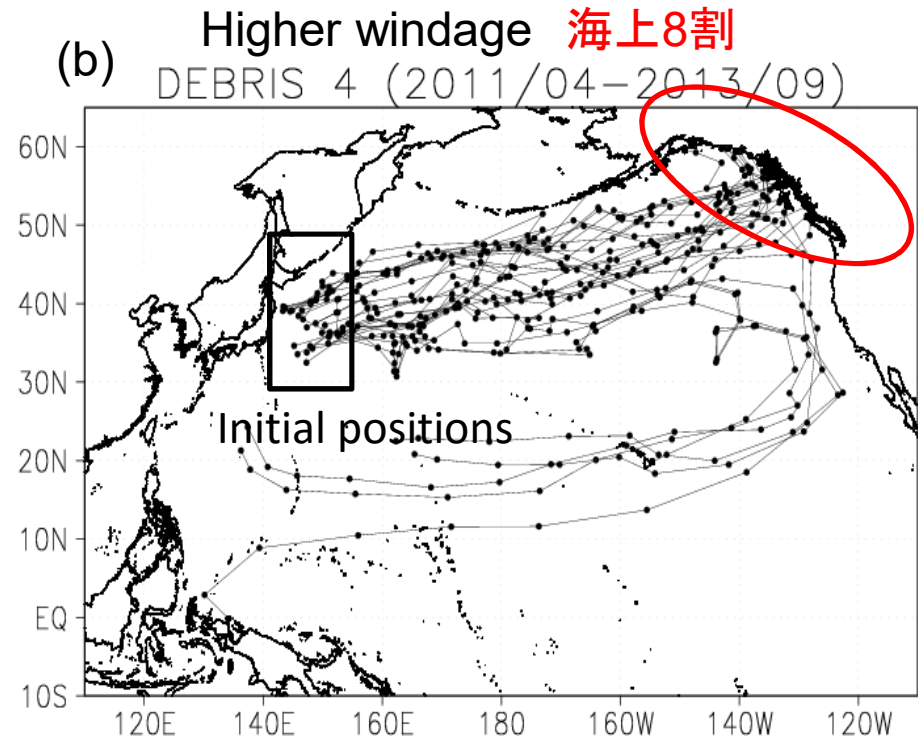 Higher windage 海上8割
(b)
DEBRIS 4 (2011/04-2013/09)
60N
50N
40N
30N
20N
10N
EQ
10S
Initial positions
120E 140E 160E 180 160W 140W 120W